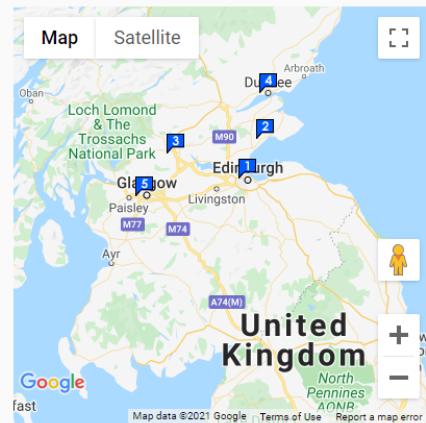 Map
Satellite
4
Dundee
Arbroath
Oban
Loch Lomond
& The
Trossachs
National Park
2
M90
3
1
Edinburgh
5
Glasgow
Livingston
Paisley
M77
M74
Ayr
A74(M)
United
Kingdom
North
Pennines
AONB
Google
fast
Map data ©2021 Google
Terms of Use
Report a map error